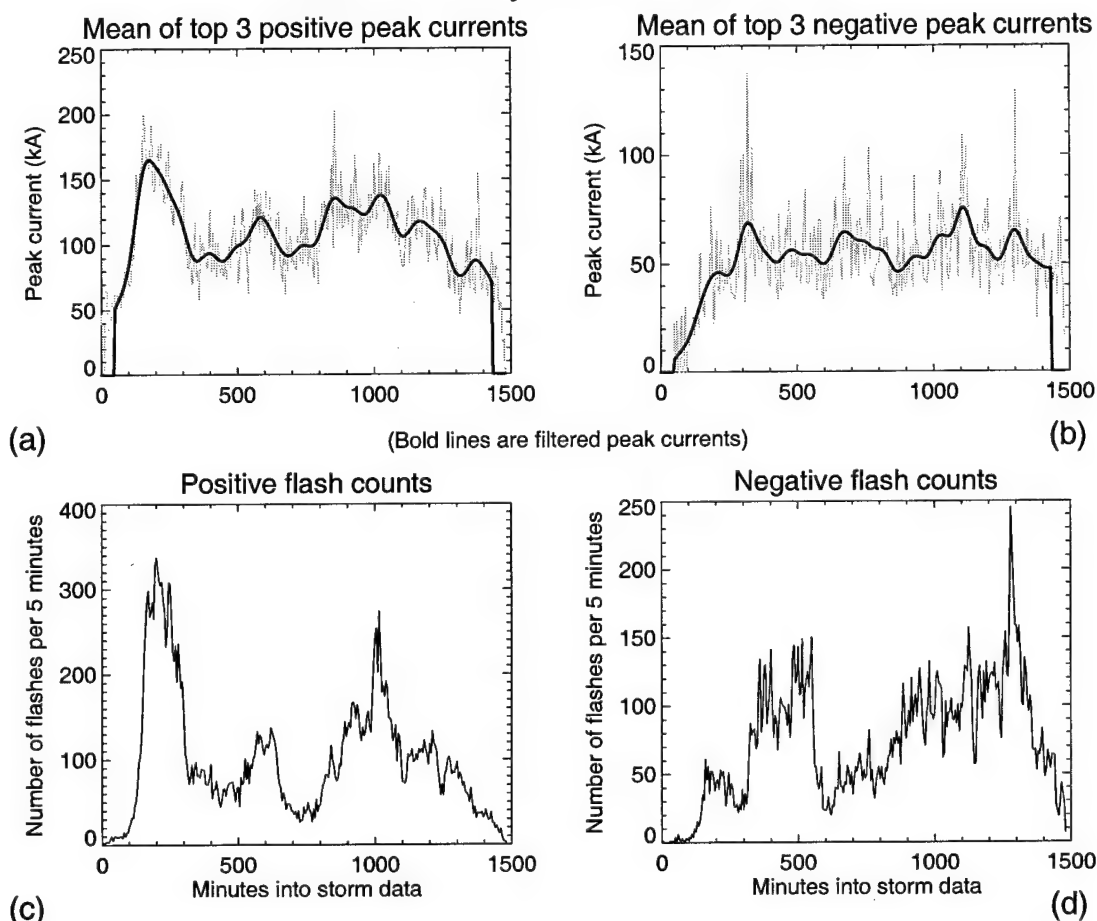 Mean of top 3 positive peak currents
Peak current (kA)
250
200
150
100
50
0
0 500 1000 1500
(a)
Mean of top 3 negative peak currents
Peak current (kA)
150
100
50
0
0 500 1000 1500
(b)
(Bold lines are filtered peak currents)
Positive flash counts
Number of flashes per 5 minutes
400
300
200
100
0
0 500 1000 1500
Minutes into storm data
(c)
Negative flash counts
Number of flashes per 5 minutes
250
200
150
100
50
0
0 500 1000 1500
Minutes into storm data
(d)